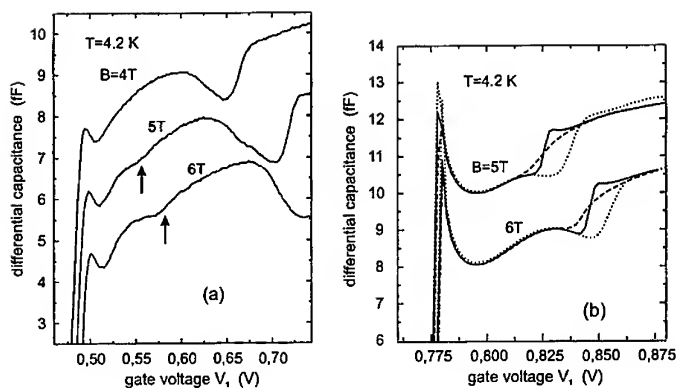 differential capacitance (fF)
11
10
9
8
7
6
5
4
3
T=4.2 K
B=4T
5T
6T
(a)
0,50
0,55
0,60
0,65
0,70
gate voltage V1 (V)
differential capacitance (fF)
14
13
12
11
10
9
8
7
6
T=4.2 K
B=5T
6T
(b)
0,775
0,800
0,825
0,850
0,875
gate voltage V1 (V)